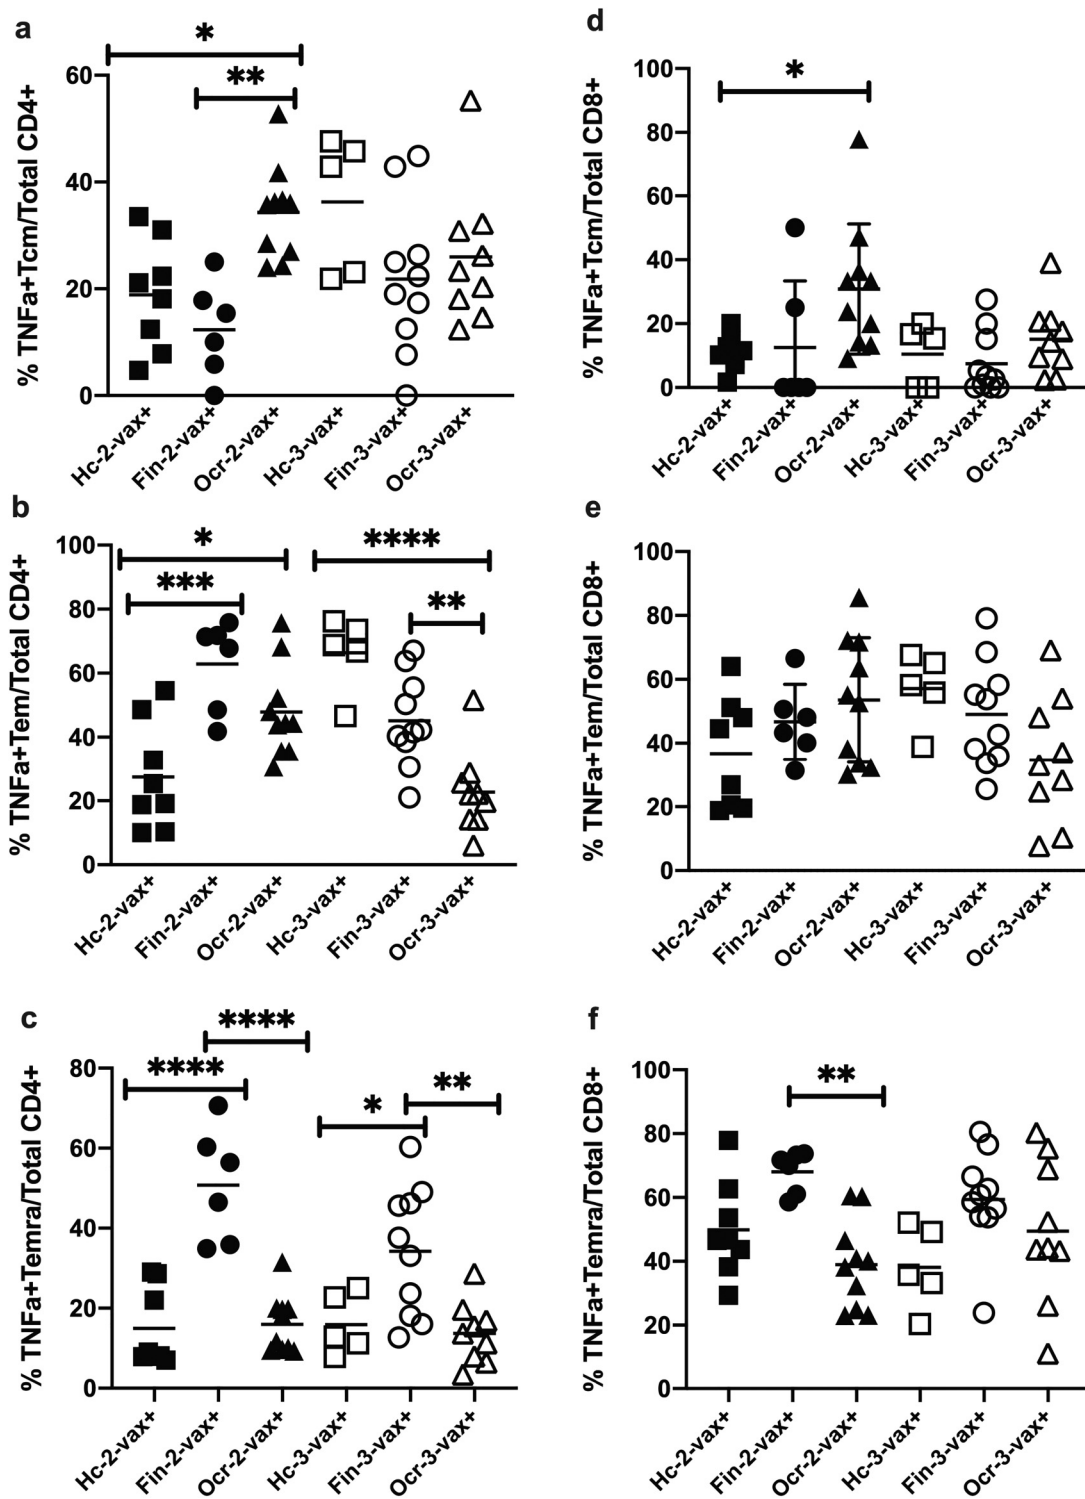 a
*
**
% TNFa+Tcm/Total CD4+
60
40
20
0
Hc-2-vax+
Fin-2-vax+
Ocr-2-vax+
Hc-3-vax+
Fin-3-vax+
Ocr-3-vax+
d
*
% TNFa+Tcm/Total CD8+
100
80
60
40
20
0
Hc-2-vax+
Fin-2-vax+
Ocr-2-vax+
Hc-3-vax+
Fin-3-vax+
Ocr-3-vax+
b
*
***
****
**
% TNFa+Tem/Total CD4+
100
80
60
40
20
0
Hc-2-vax+
Fin-2-vax+
Ocr-2-vax+
Hc-3-vax+
Fin-3-vax+
Ocr-3-vax+
e
% TNFa+Tem/Total CD8+
100
80
60
40
20
0
Hc-2-vax+
Fin-2-vax+
Ocr-2-vax+
Hc-3-vax+
Fin-3-vax+
Ocr-3-vax+
c
****
****
*
**
% TNFa+Temra/Total CD4+
80
60
40
20
0
Hc-2-vax+
Fin-2-vax+
Ocr-2-vax+
Hc-3-vax+
Fin-3-vax+
Ocr-3-vax+
f
**
% TNFa+Temra/Total CD8+
100
80
60
40
20
0
Hc-2-vax+
Fin-2-vax+
Ocr-2-vax+
Hc-3-vax+
Fin-3-vax+
Ocr-3-vax+